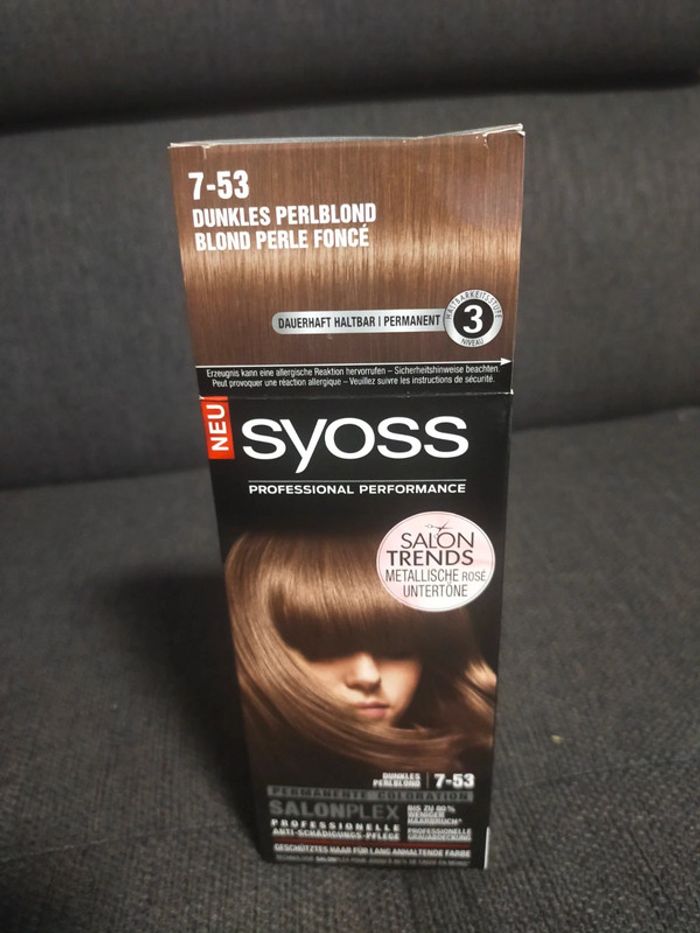 7-53
DUNKLES PERLBLOND
BLOND PERLE FONCÉ
DAUERHAFT HALTBAR | PERMANENT
HALTBARKEITSSTUFE
3
NIVEAU
Erzeugnis kann eine allergische Reaktion hervorrufen – Sicherheitshinweise beachten.
Peut provoquer une réaction allergique – Veuillez suivre les instructions de sécurité.
NEU
syoss
PROFESSIONAL PERFORMANCE
SALON
TRENDS
METALLISCHE ROSÉ
UNTERTÖNE
DUNKLES
PERLBLOND
7-53
PERMANENTE COLORATION
SALONPLEX
PROFESSIONELLE
ANTI-SCHÄDIGUNGS-PFLEGE
BIS ZU 80%
WENIGER
HAARBRUCH*
PROFESSIONELLE
GRAUABDECKUNG
GESCHÜTZTES HAAR FÜR LANG ANHALTENDE FARBE